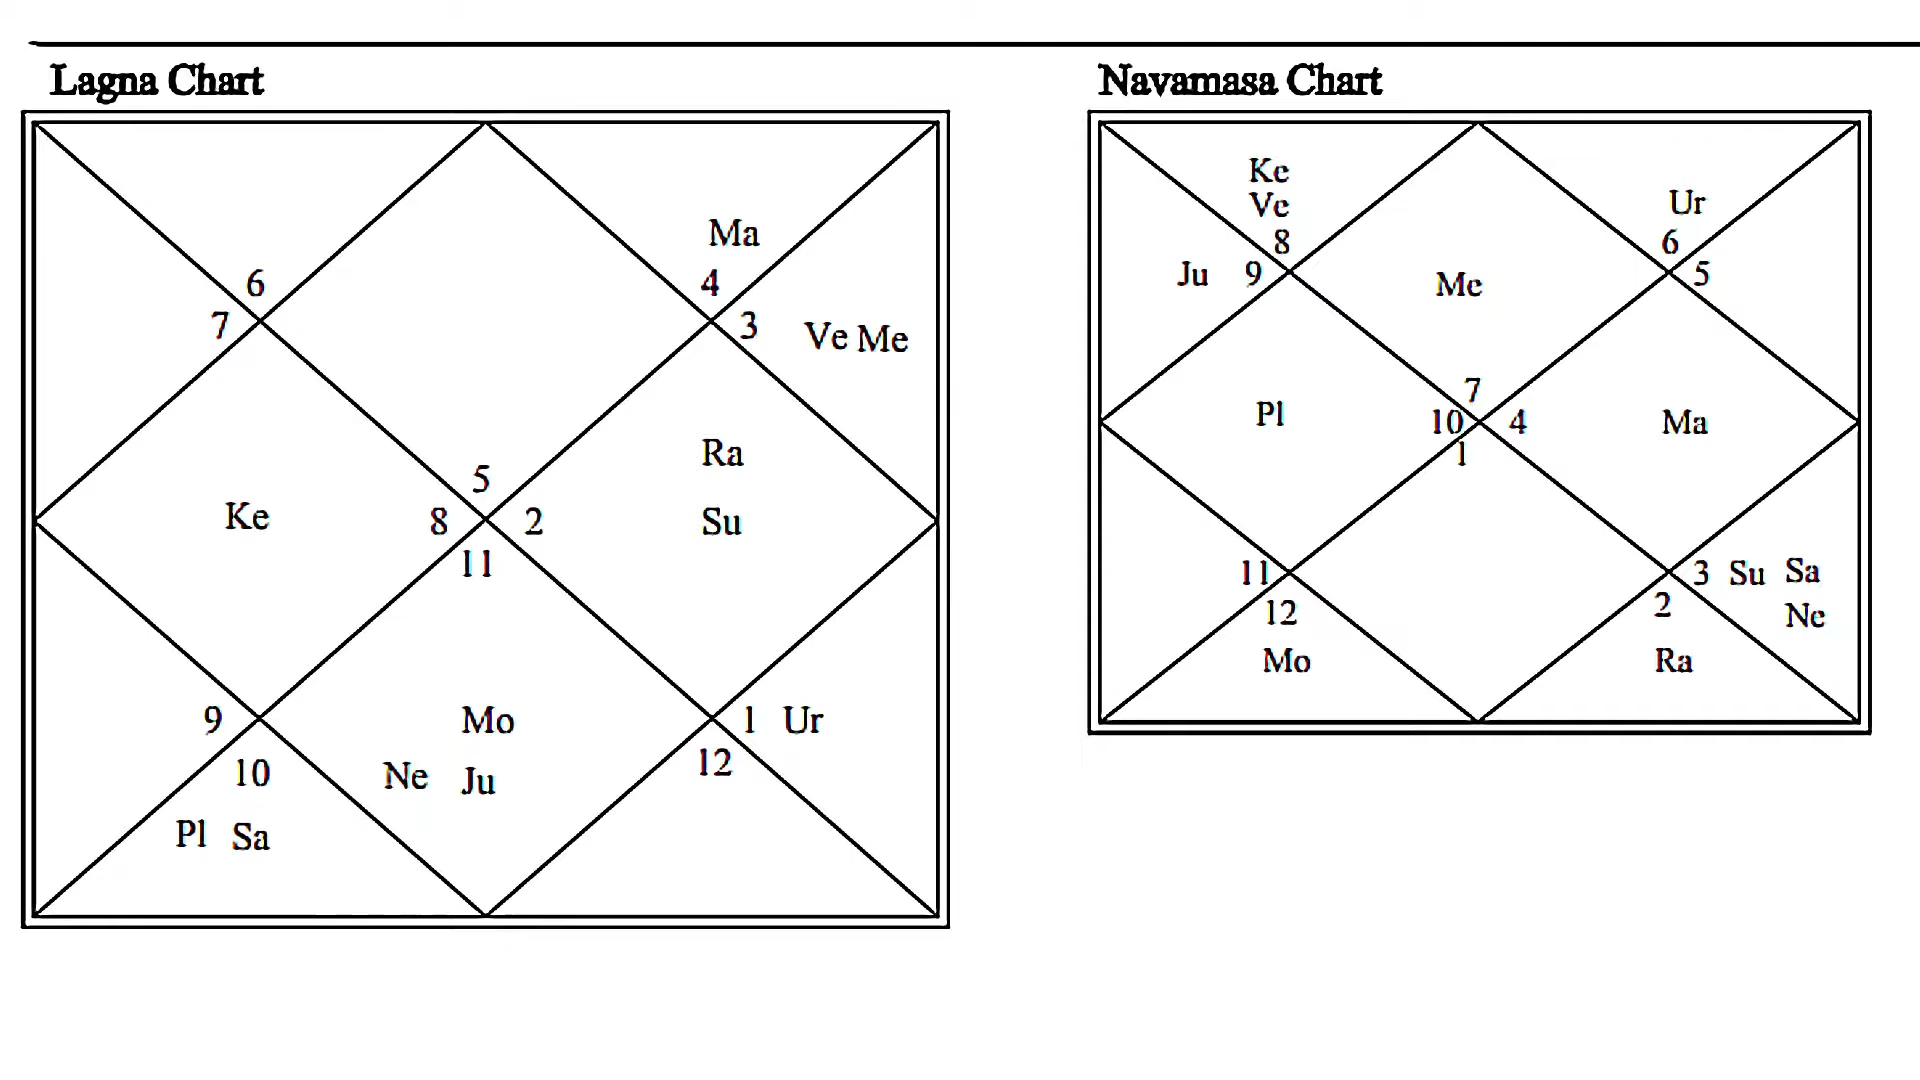 Lagna Chart
Ma
6
4
7
3
Ve Me
Ra
5
Ke
8
2
Su
11
9
Mo
1 Ur
12
10
Ne Ju
Pl Sa
Navamasa Chart
Ke
Ve
Ur
8
6
Ju 9
Me
5
7
Pl
10
4
Ma
1
11
3 Su Sa
12
2
Ne
Mo
Ra